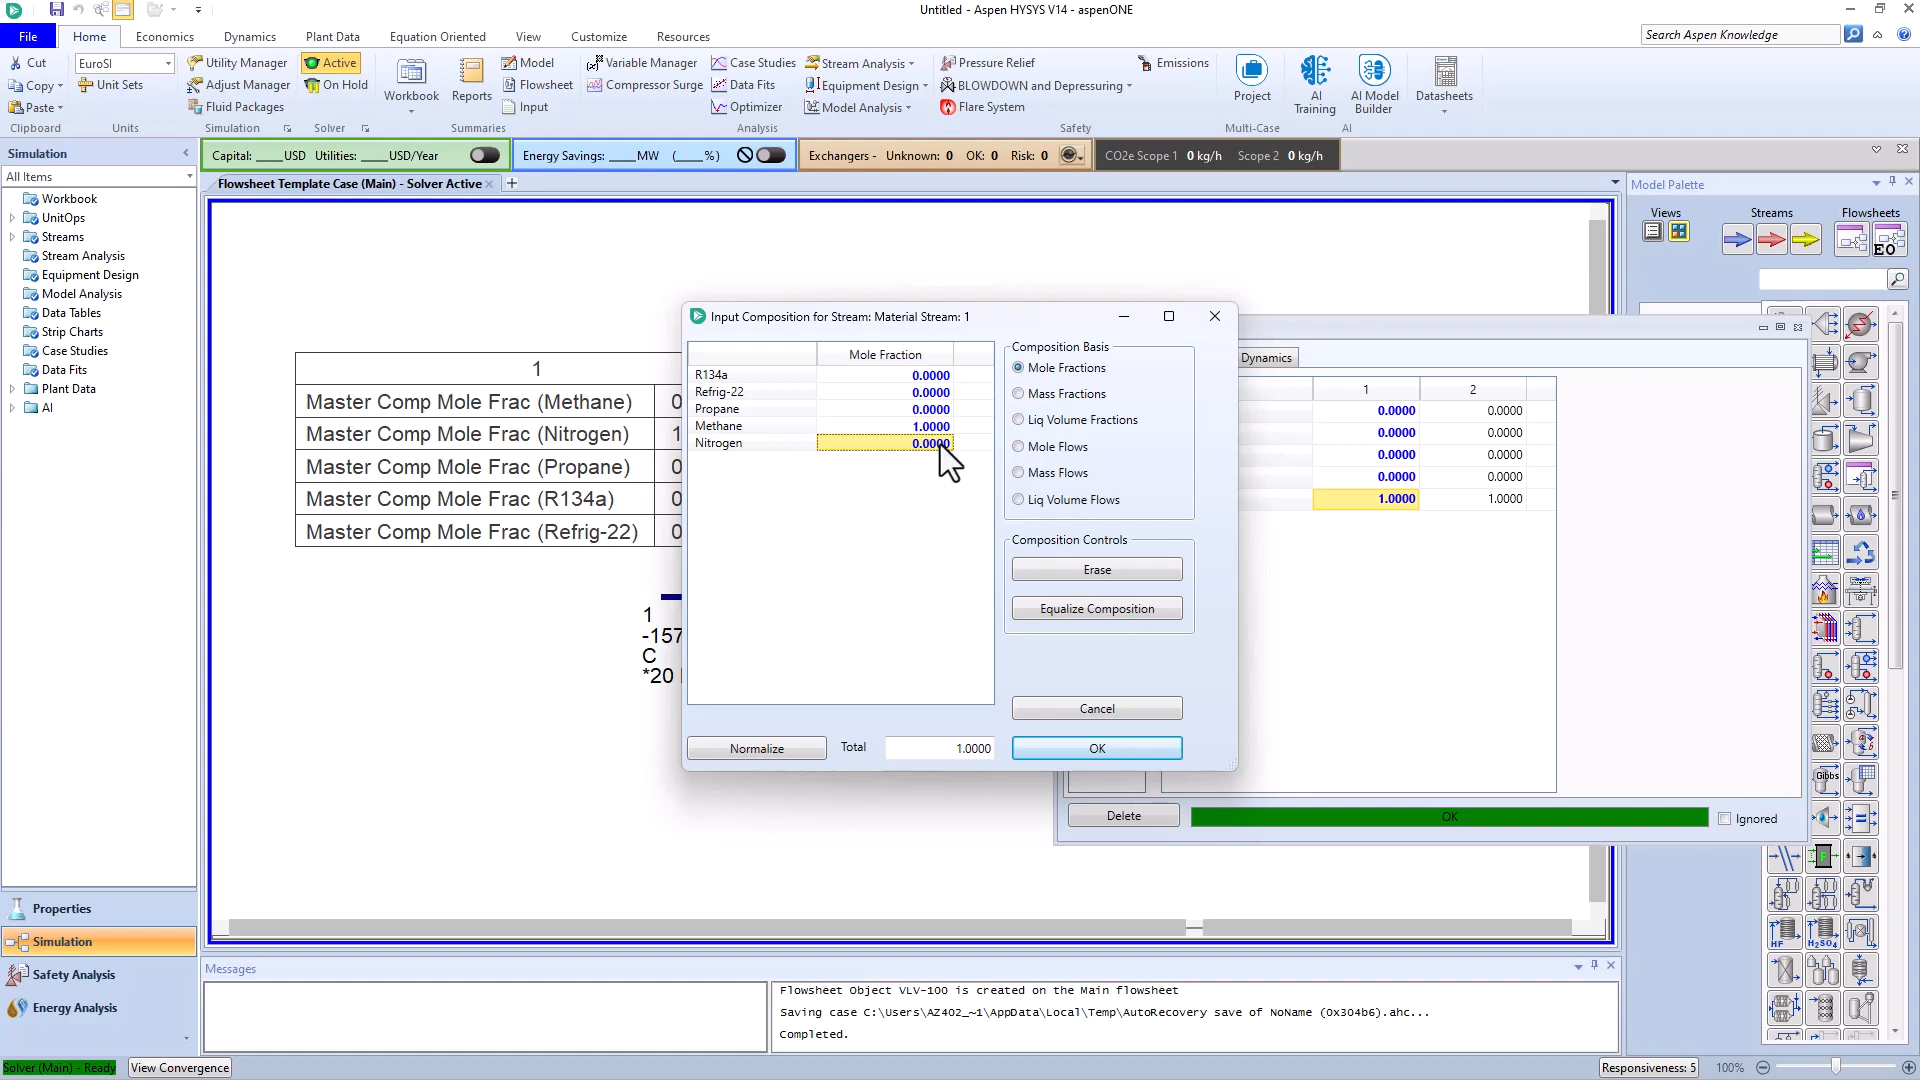 Untitled - Aspen HYSYS V14 - aspenONE
File Home Economics Dynamics Plant Data Equation Oriented View Customize Resources
Search Aspen Knowledge
Cut EuroSI Utility Manager Active Model Variable Manager Case Studies Stream Analysis Pressure Relief Emissions
Copy Unit Sets Adjust Manager On Hold Workbook Reports Flowsheet Compressor Surge Data Fits Equipment Design BLOWDOWN and Depressuring Project AI Training AI Model Builder Datasheets
Paste Fluid Packages Input Optimizer Model Analysis Flare System
Clipboard Units Simulation Solver Summaries Analysis Safety Multi-Case AI
Simulation
Capital: ____USD Utilities: ____USD/Year Energy Savings: ____MW (____%) Exchangers - Unknown: 0 OK: 0 Risk: 0 CO2e Scope 1 0 kg/h Scope 2 0 kg/h
All Items
Flowsheet Template Case (Main) - Solver Active
Workbook
UnitOps
Streams
Stream Analysis
Equipment Design
Model Analysis
Data Tables
Strip Charts
Case Studies
Data Fits
Plant Data
AI
Properties
Simulation
Safety Analysis
Energy Analysis
1
Master Comp Mole Frac (Methane) 0
Master Comp Mole Frac (Nitrogen) 1
Master Comp Mole Frac (Propane) 0
Master Comp Mole Frac (R134a) 0
Master Comp Mole Frac (Refrig-22) 0
1
-157
C
*20
Input Composition for Stream: Material Stream: 1
Mole Fraction
R134a 0.0000
Refrig-22 0.0000
Propane 0.0000
Methane 1.0000
Nitrogen 0.0000
Composition Basis
Mole Fractions
Mass Fractions
Liq Volume Fractions
Mole Flows
Mass Flows
Liq Volume Flows
Composition Controls
Erase
Equalize Composition
Cancel
Normalize Total 1.0000 OK
Dynamics
1 2
0.0000 0.0000
0.0000 0.0000
0.0000 0.0000
0.0000 0.0000
1.0000 1.0000
Delete OK Ignored
Model Palette
Views Streams Flowsheets
EO
Gibbs
HF H₂SO₄
Messages
Flowsheet Object VLV-100 is created on the Main flowsheet
Saving case C:\Users\AZ402_~1\AppData\Local\Temp\AutoRecovery save of NoName (0x304b6).ahc...
Completed.
Solver (Main) - Ready View Convergence Responsiveness: 5 100%